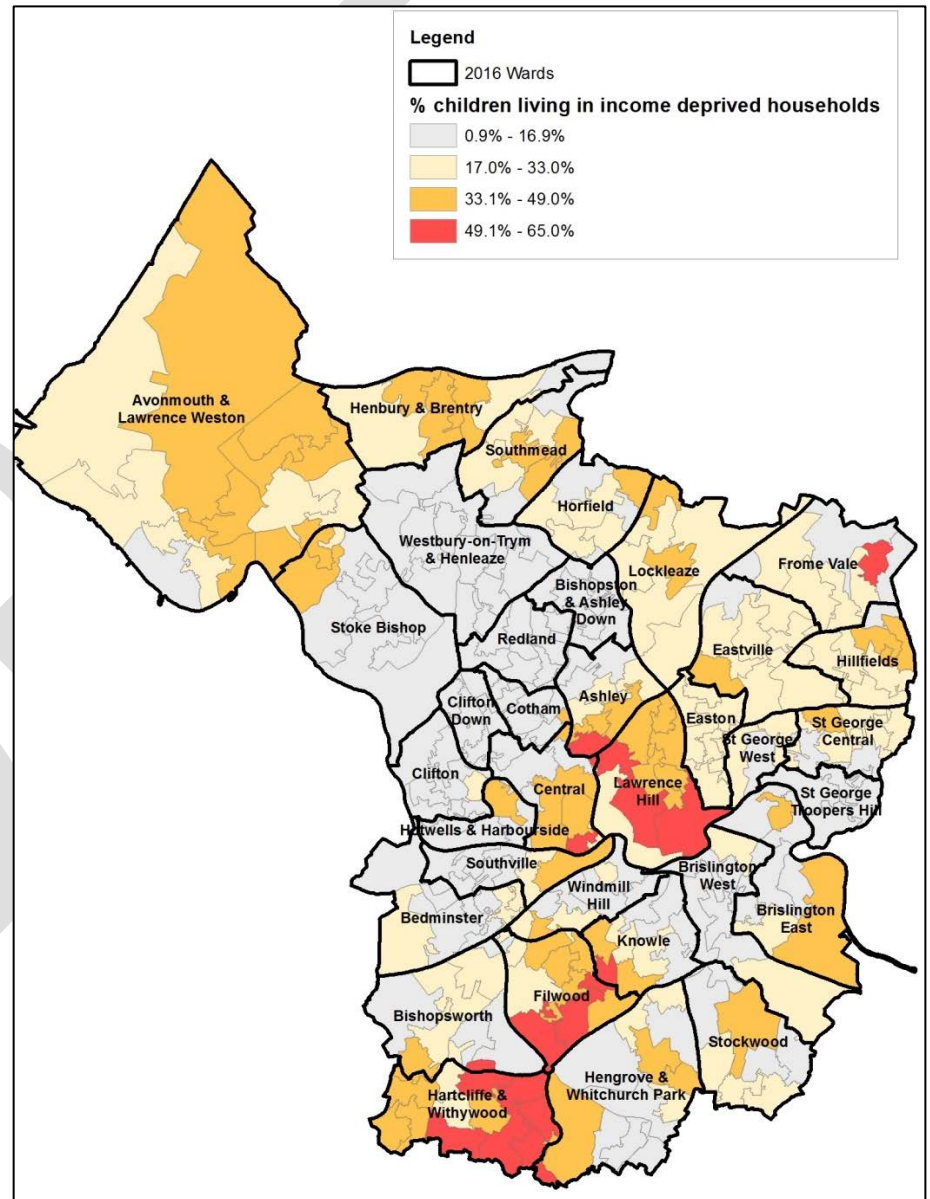 Legend
2016 Wards
% children living in income deprived households
0.9% - 16.9%
17.0% - 33.0%
33.1% - 49.0%
49.1% - 65.0%
Avonmouth &
Lawrence Weston
Henbury & Brentry
Southmead
Horfield
Westbury-on-Trym
& Henleaze
Lockleaze
Frome Vale
Bishopston
& Ashley
Down
Stoke Bishop
Redland
Eastville
Hillfields
Ashley
Clifton
Down
Cotham
Easton
St George
Central
St George
West
Clifton
Lawrence
Hill
Central
St George
Troopers Hill
Hotwells & Harbourside
Southville
Brislington
West
Windmill
Hill
Bedminster
Brislington
East
Knowle
Filwood
Bishopsworth
Stockwood
Hengrove &
Whitchurch Park
Hartcliffe &
Withywood